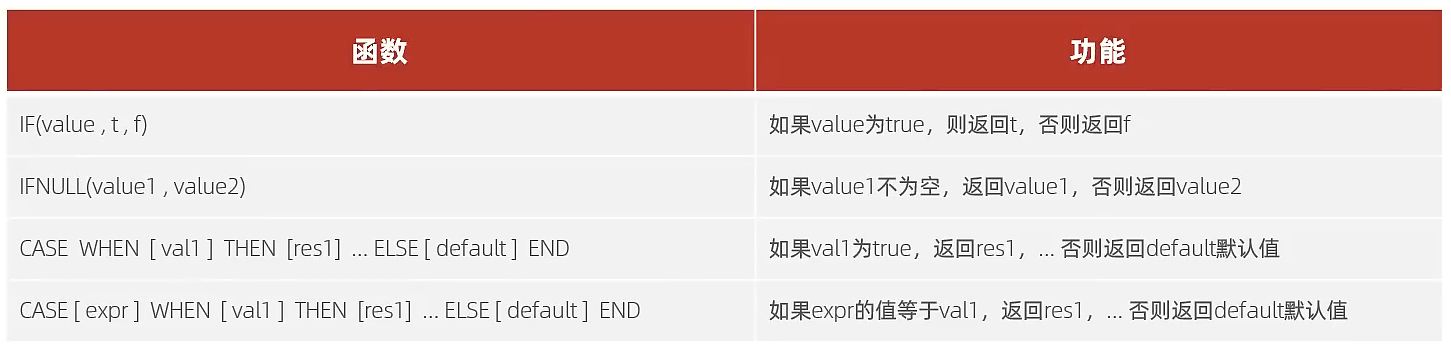 函数 功能
IF(value , t , f) 如果value为true，则返回t，否则返回f
IFNULL(value1 , value2) 如果value1不为空，返回value1，否则返回value2
CASE WHEN [ val1 ] THEN [res1] ... ELSE [ default ] END 如果val1为true，返回res1，... 否则返回default默认值
CASE [ expr ] WHEN [ val1 ] THEN [res1] ... ELSE [ default ] END 如果expr的值等于val1，返回res1，... 否则返回default默认值